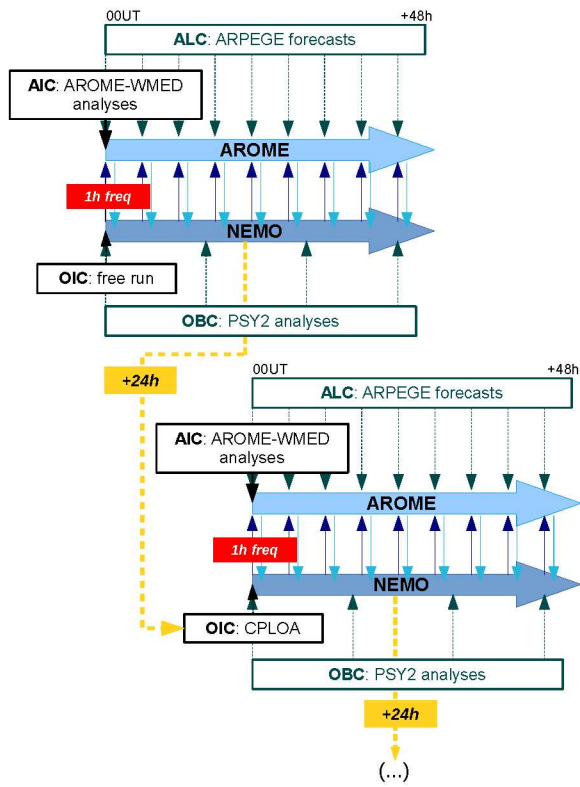 00UT +48h
ALC: ARPEGE forecasts
AIC: AROME-WMED
analyses
AROME
1h freq
NEMO
OIC: free run
OBC: PSY2 analyses
+24h
00UT +48h
ALC: ARPEGE forecasts
AIC: AROME-WMED
analyses
AROME
1h freq
NEMO
OIC: CPLOA
OBC: PSY2 analyses
+24h
(...)